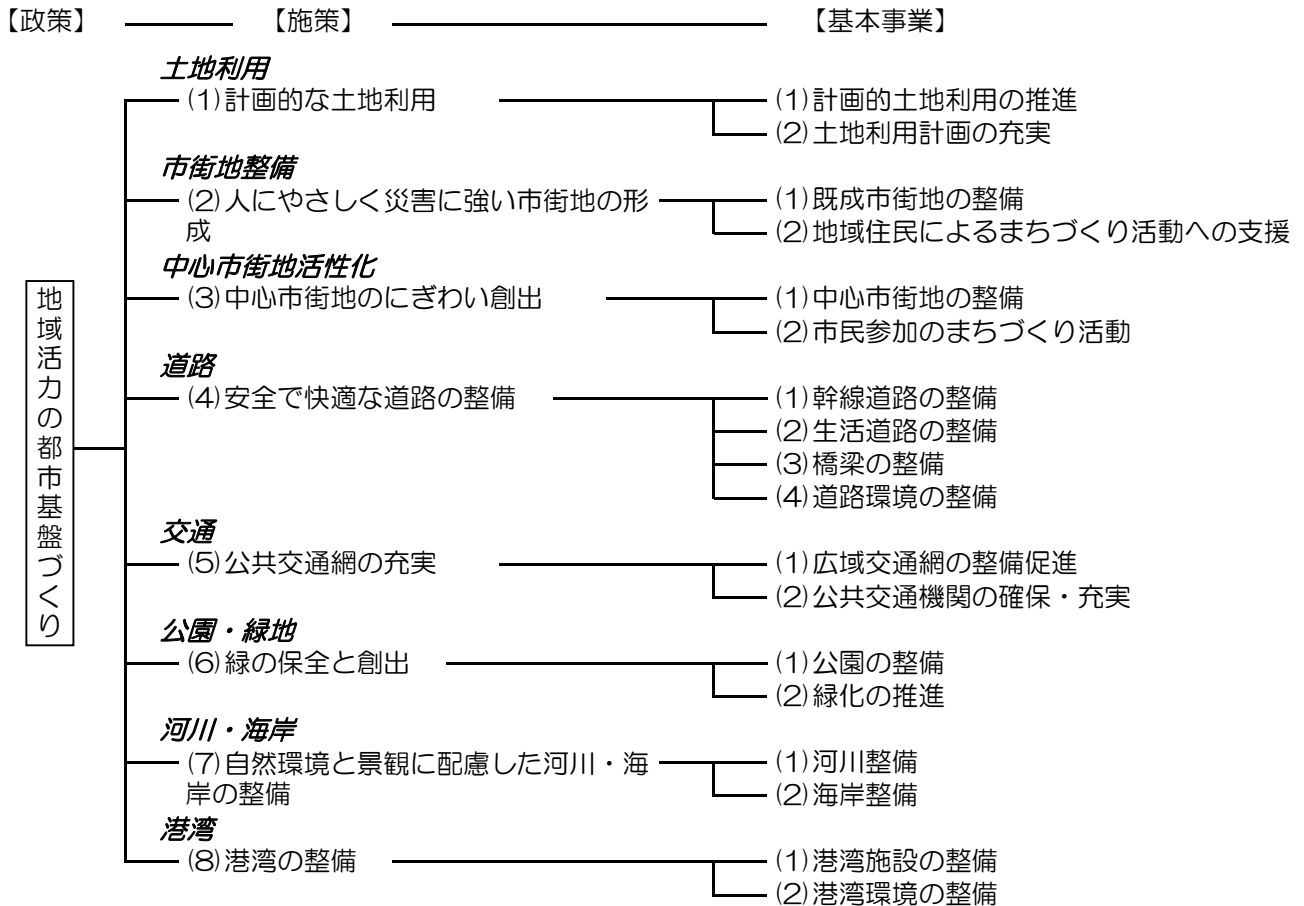 【政策】 【施策】 【基本事業】
土地利用
(1)計画的な土地利用
(1)計画的土地利用の推進
(2)土地利用計画の充実
市街地整備
(2)人にやさしく災害に強い市街地の形
成
(1)既成市街地の整備
(2)地域住民によるまちづくり活動への支援
中心市街地活性化
(3)中心市街地のにぎわい創出
(1)中心市街地の整備
(2)市民参加のまちづくり活動
地域活力の都市基盤づくり
道路
(4)安全で快適な道路の整備
(1)幹線道路の整備
(2)生活道路の整備
(3)橋梁の整備
(4)道路環境の整備
交通
(5)公共交通網の充実
(1)広域交通網の整備促進
(2)公共交通機関の確保・充実
公園・緑地
(6)緑の保全と創出
(1)公園の整備
(2)緑化の推進
河川・海岸
(7)自然環境と景観に配慮した河川・海
岸の整備
(1)河川整備
(2)海岸整備
港湾
(8)港湾の整備
(1)港湾施設の整備
(2)港湾環境の整備